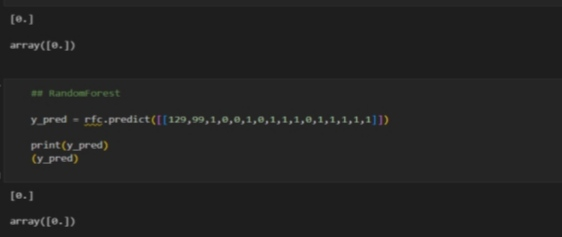 [0.]
array([0.])
## RandomForest
y_pred = rfc.predict([[129,99,1,0,0,1,0,1,1,1,0,1,1,1,1,1]])
print(y_pred)
(y_pred)
[0.]
array([0.])